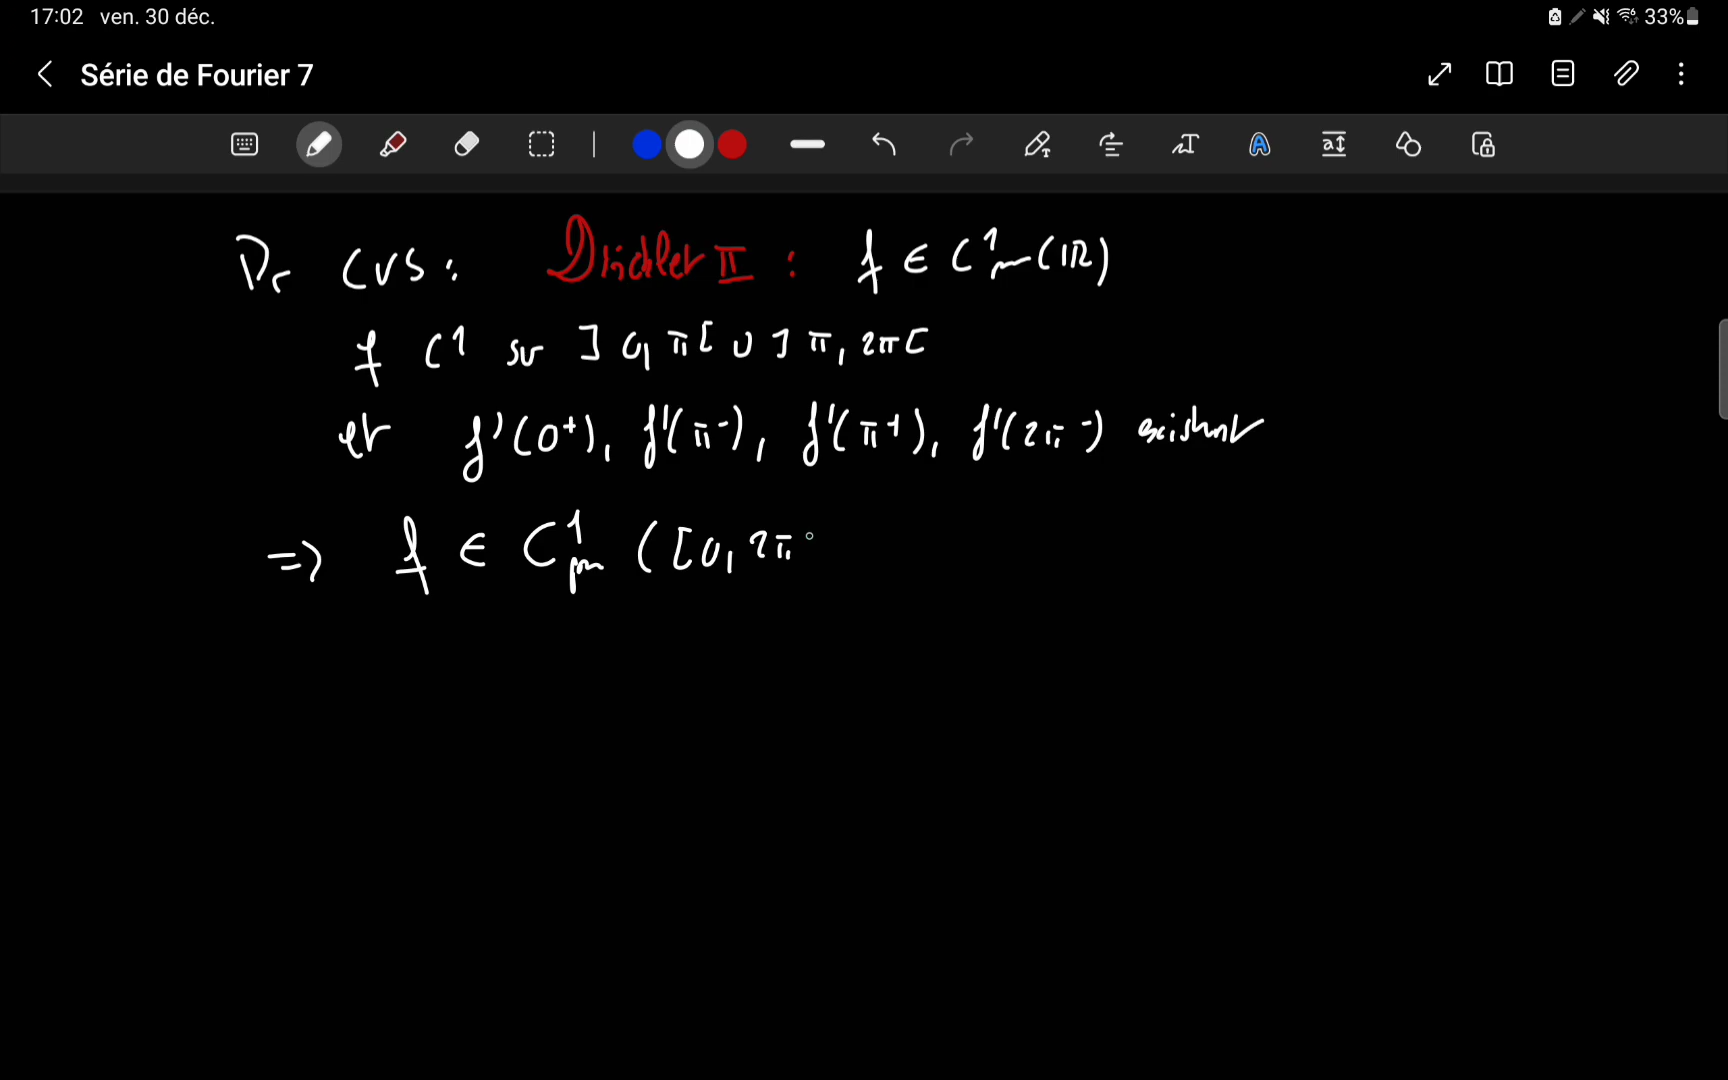 17:02 ven. 30 déc. 33%
Série de Fourier 7
Pr CVS : Dirichlet II : f ∈ C¹pm (IR)
f C¹ sur ]0, π[ ∪ ]π, 2π[
et f'(0⁺), f'(π⁻), f'(π⁺), f'(2π⁻) existent
=> f ∈ C¹pm ([0, 2π